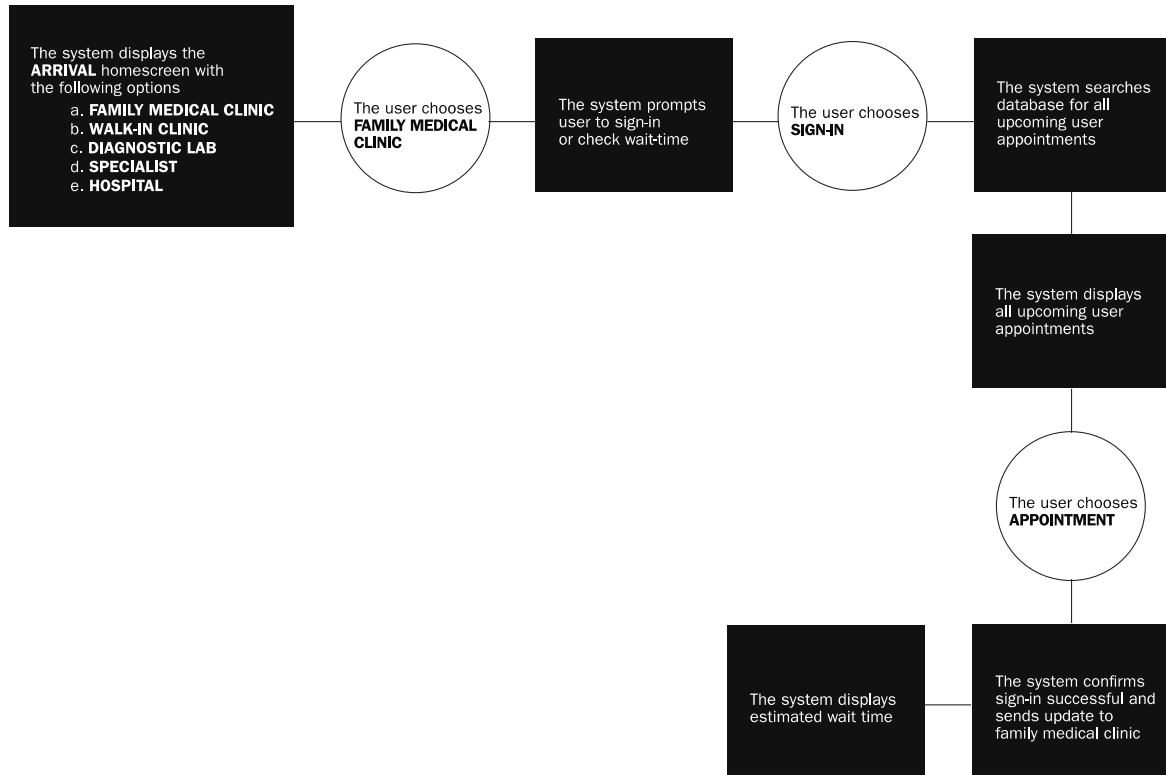 The system displays the
ARRIVAL homescreen with
the following options
a. FAMILY MEDICAL CLINIC
b. WALK-IN CLINIC
c. DIAGNOSTIC LAB
d. SPECIALIST
e. HOSPITAL
The user chooses
FAMILY MEDICAL
CLINIC
The system prompts
user to sign-in
or check wait-time
The user chooses
SIGN-IN
The system searches
database for all
upcoming user
appointments
The system displays
all upcoming user
appointments
The user chooses
APPOINTMENT
The system confirms
sign-in successful and
sends update to
family medical clinic
The system displays
estimated wait time